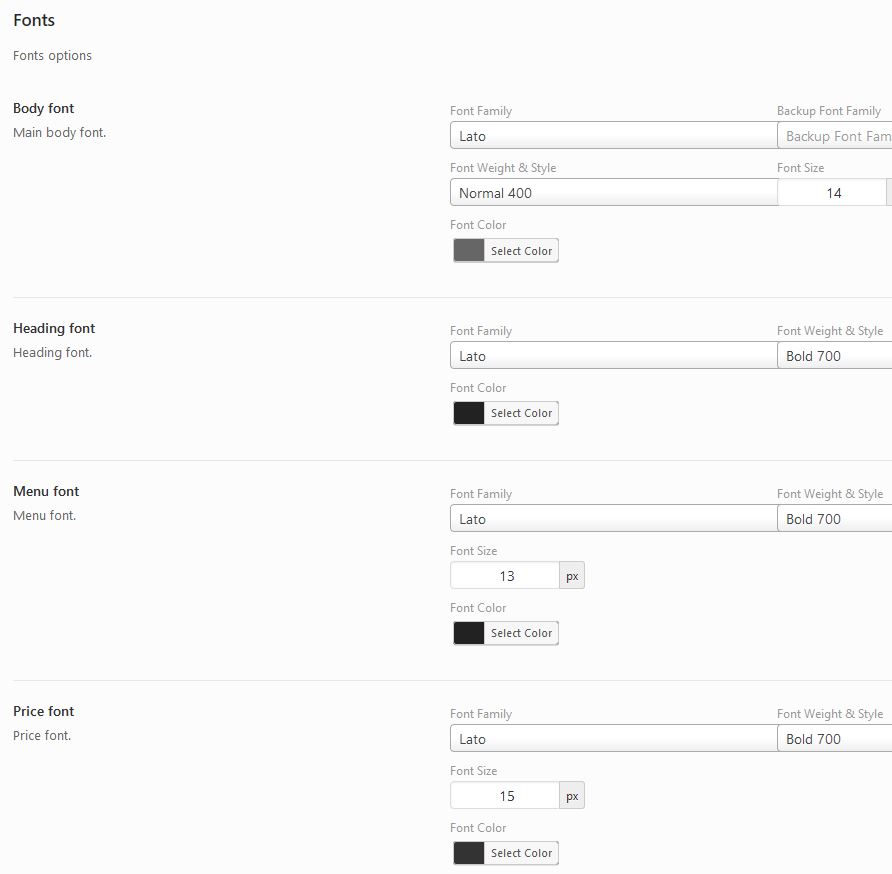 Fonts
Fonts options
Body font
Main body font.
Font Family
Backup Font Family
Lato
Backup Font Fam
Font Weight & Style
Font Size
Normal 400
14
Font Color
Select Color
Heading font
Heading font.
Font Family
Font Weight & Style
Lato
Bold 700
Font Color
Select Color
Menu font
Menu font.
Font Family
Font Weight & Style
Lato
Bold 700
Font Size
13 px
Font Color
Select Color
Price font
Price font.
Font Family
Font Weight & Style
Lato
Bold 700
Font Size
15 px
Font Color
Select Color